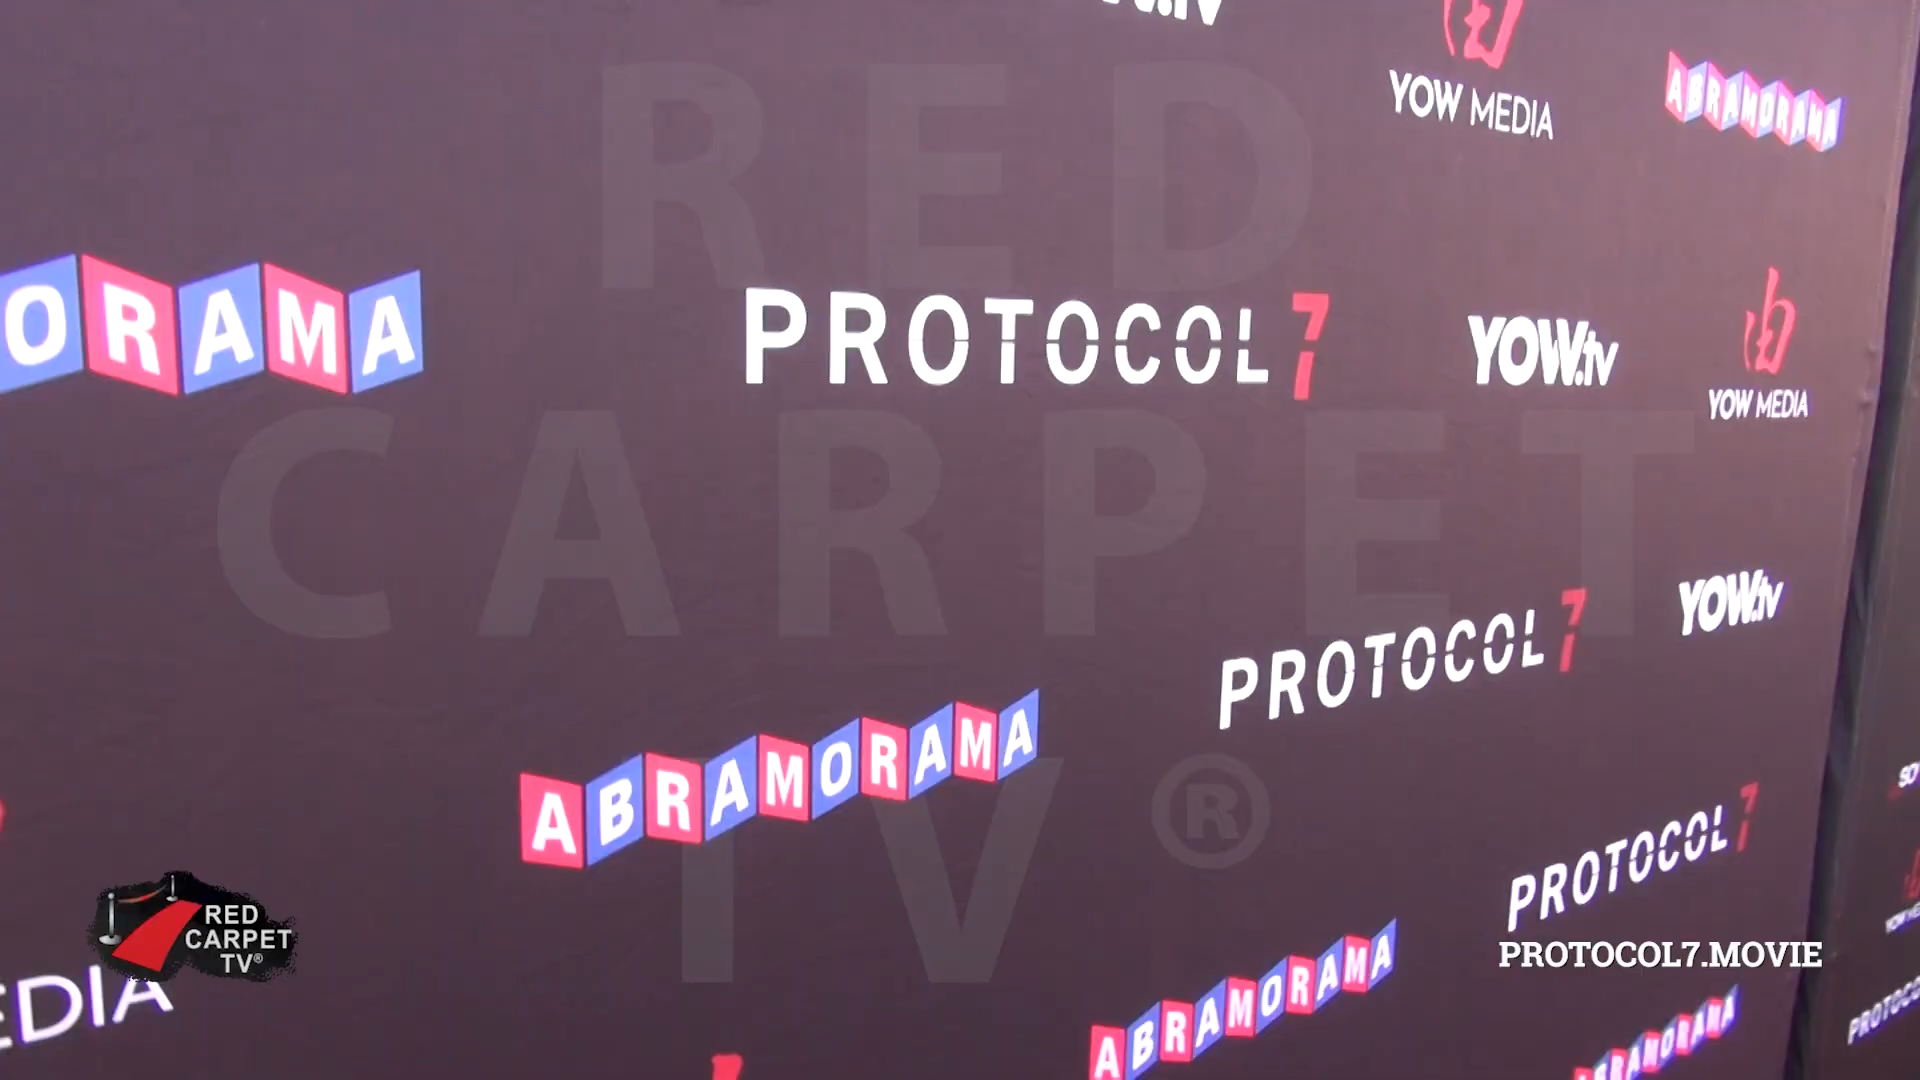 YOW MEDIA
ABRAMORAMA
ORAMA
PROTOCOL 7
YOW.tv
YOW MEDIA
RED
CARPET
TV®
PROTOCOL 7
YOW.tv
ABRAMORAMA
PROTOCOL 7
RED
CARPET
TV®
PROTOCOL7.MOVIE
EDIA
ABRAMORAMA
ABRAMORAMA